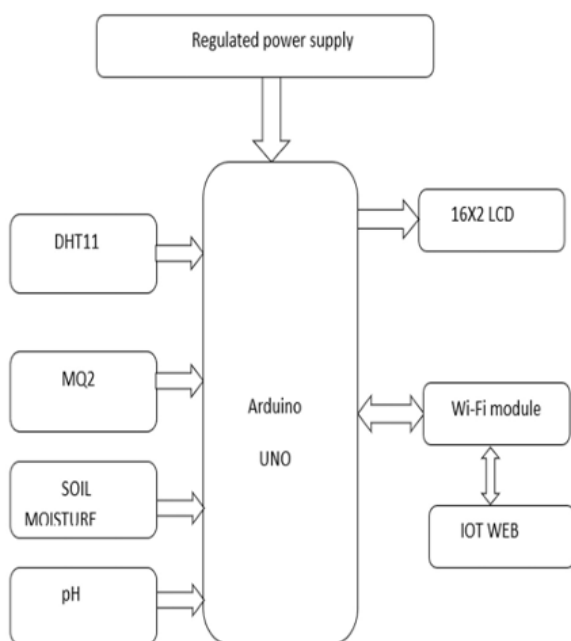 Regulated power supply
DHT11
MQ2
SOIL
MOISTURE
pH
Arduino
UNO
16X2 LCD
Wi-Fi module
IOT WEB